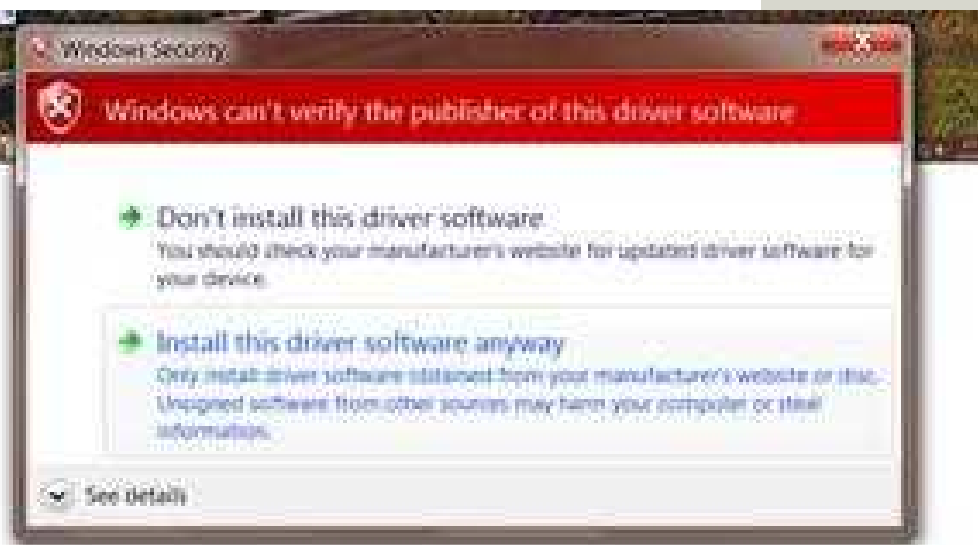 Windows Security
Windows can't verify the publisher of this driver software
Don't install this driver software
You should check your manufacturer's website for updated driver software for
your device.
Install this driver software anyway
Only install driver software obtained from your manufacturer's website or disc.
Unsigned software from other sources may harm your computer or steal
information.
See details